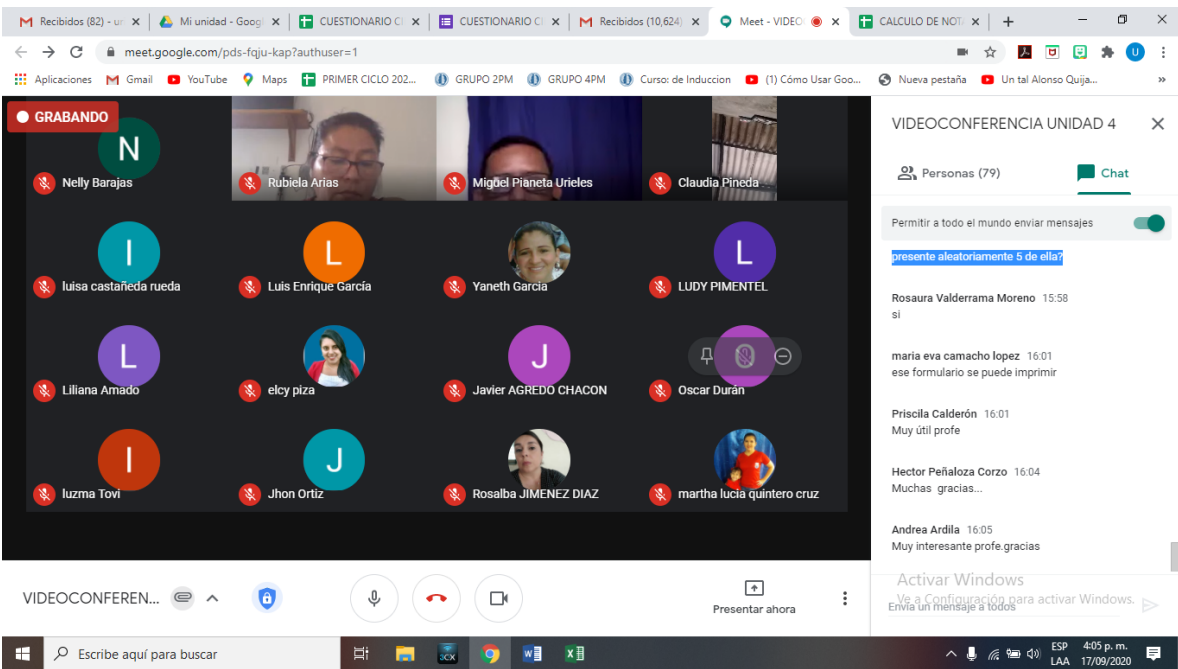 Recibidos (82) - ur
Mi unidad - Googl
CUESTIONARIO CI
CUESTIONARIO CI
Recibidos (10,624)
Meet - VIDEO
CALCULO DE NOTA
meet.google.com/pds-fqju-kap?authuser=1
U
Aplicaciones
Gmail
YouTube
Maps
PRIMER CICLO 202...
GRUPO 2PM
GRUPO 4PM
Curso: de Induccion
(1) Cómo Usar Goo...
Nueva pestaña
Un tal Alonso Quija...
»
GRABANDO
N
Nelly Barajas
Rubiela Arias
Migüel Pianeta Urieles
Claudia Pineda
I
luisa castañeda rueda
L
Luis Enrique García
Yaneth Garcia
L
LUDY PIMENTEL
L
Liliana Amado
elcy piza
J
Javier AGREDO CHACON
Oscar Durán
I
luzma Tovi
J
Jhon Ortiz
Rosalba JIMENEZ DIAZ
martha lucia quintero cruz
VIDEOCONFERENCIA UNIDAD 4
Personas (79)
Chat
Permitir a todo el mundo enviar mensajes
presente aleatoriamente 5 de ella?
Rosaura Valderrama Moreno 15:58
si
maria eva camacho lopez 16:01
ese formulario se puede imprimir
Priscila Calderón 16:01
Muy útil profe
Hector Peñaloza Corzo 16:04
Muchas gracias...
Andrea Ardila 16:05
Muy interesante profe.gracias
Activar Windows
Ve a Configuración para activar Windows.
Envía un mensaje a todos
VIDEOCONFEREN...
Presentar ahora
Escribe aquí para buscar
3CX
ESP
LAA
4:05 p. m.
17/09/2020